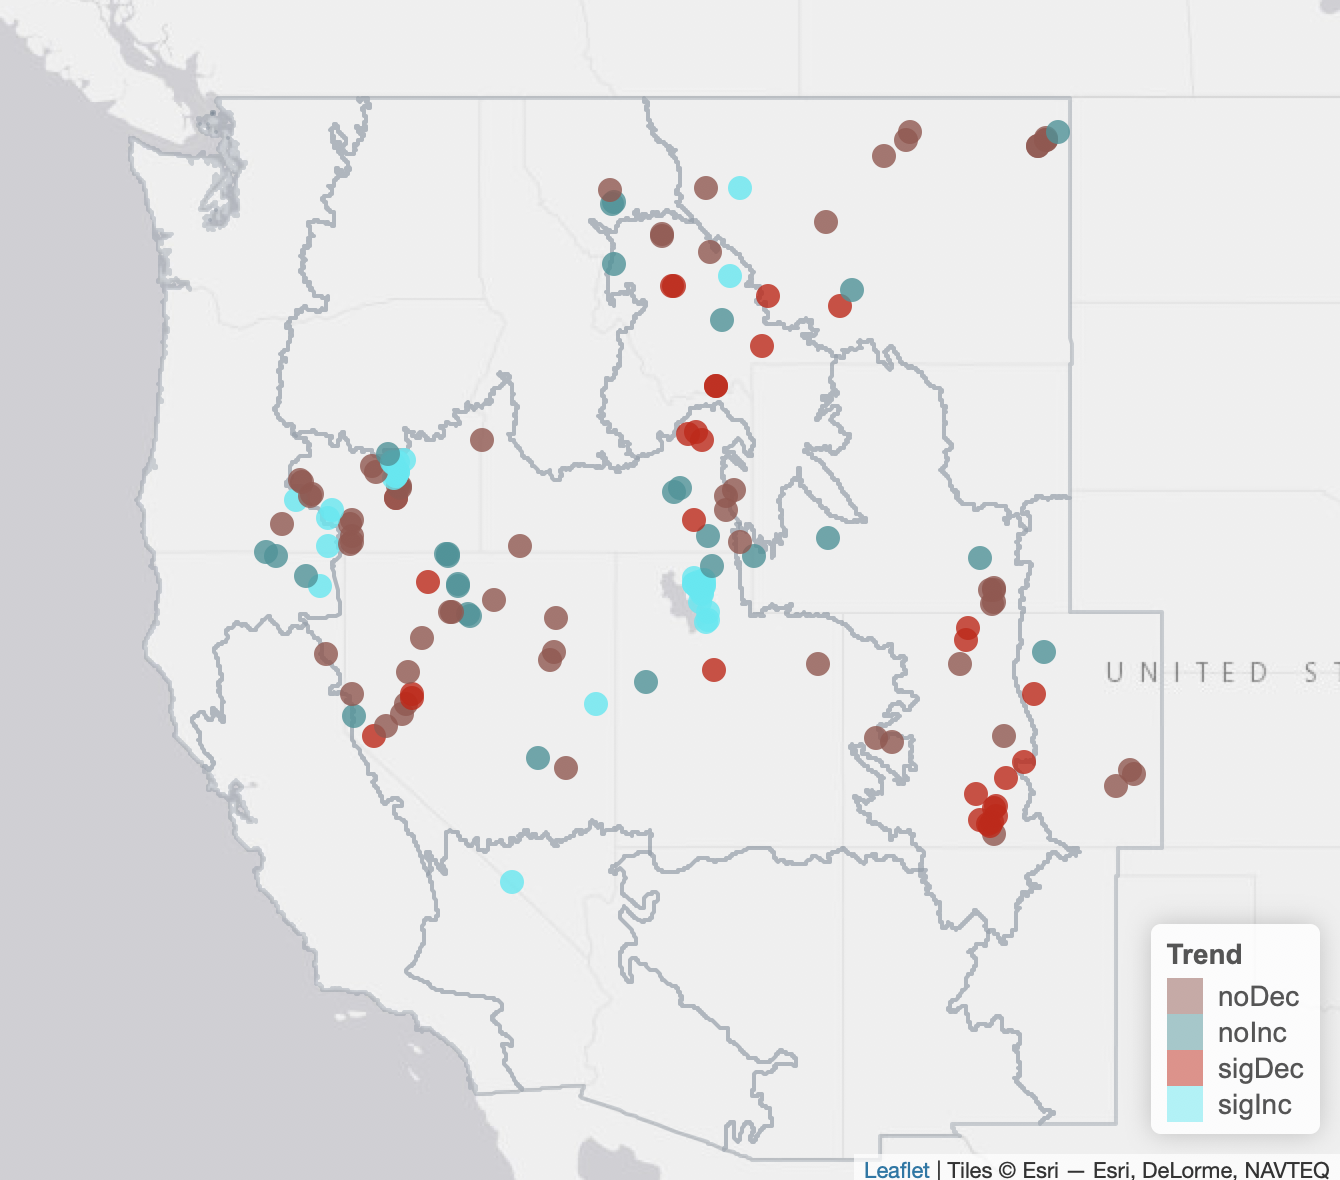 UNITED ST
Trend
noDec
noInc
sigDec
sigInc
Leaflet | Tiles © Esri — Esri, DeLorme, NAVTEQ